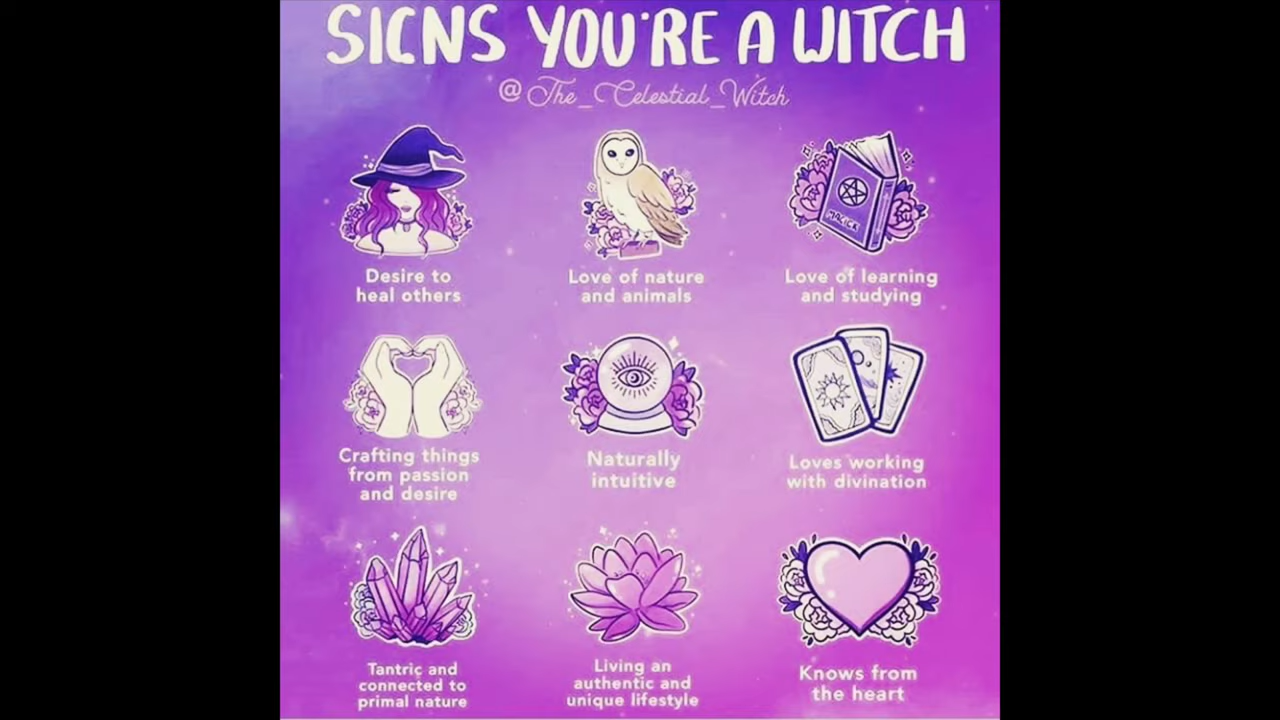 SIGNS YOU'RE A WITCH
@The_Celestial_Witch
MAGICK
Desire to
heal others
Love of nature
and animals
Love of learning
and studying
Crafting things
from passion
and desire
Naturally
intuitive
Loves working
with divination
Tantric and
connected to
primal nature
Living an
authentic and
unique lifestyle
Knows from
the heart